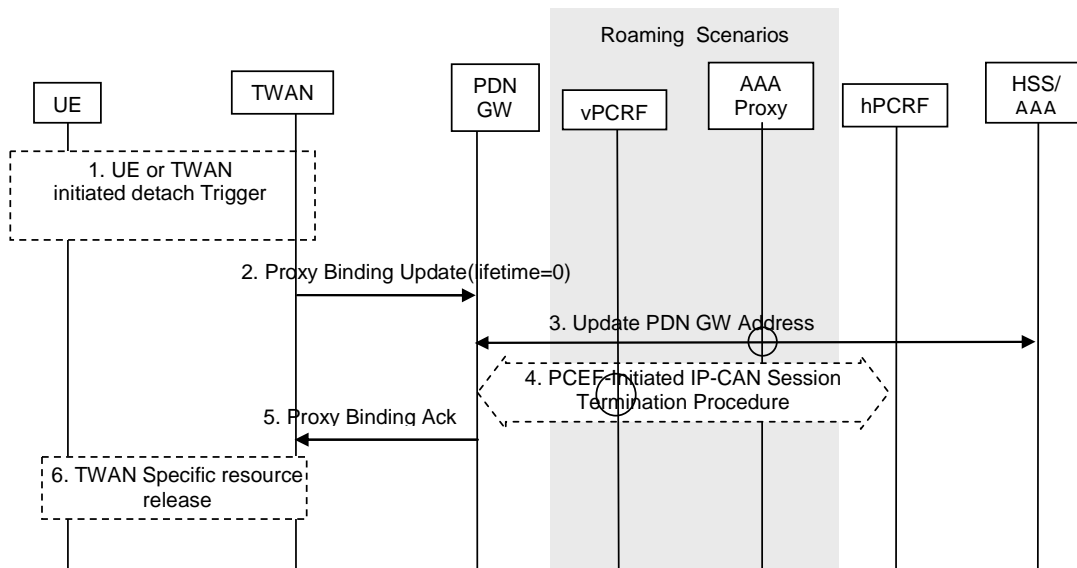 Roaming Scenarios
UE
TWAN
PDN
GW
vPCRF
AAA
Proxy
hPCRF
HSS/
AAA
1. UE or TWAN
initiated detach Trigger
2. Proxy Binding Update(lifetime=0)
3. Update PDN GW Address
4. PCEF-Initiated IP-CAN Session
Termination Procedure
5. Proxy Binding Ack
6. TWAN Specific resource
release